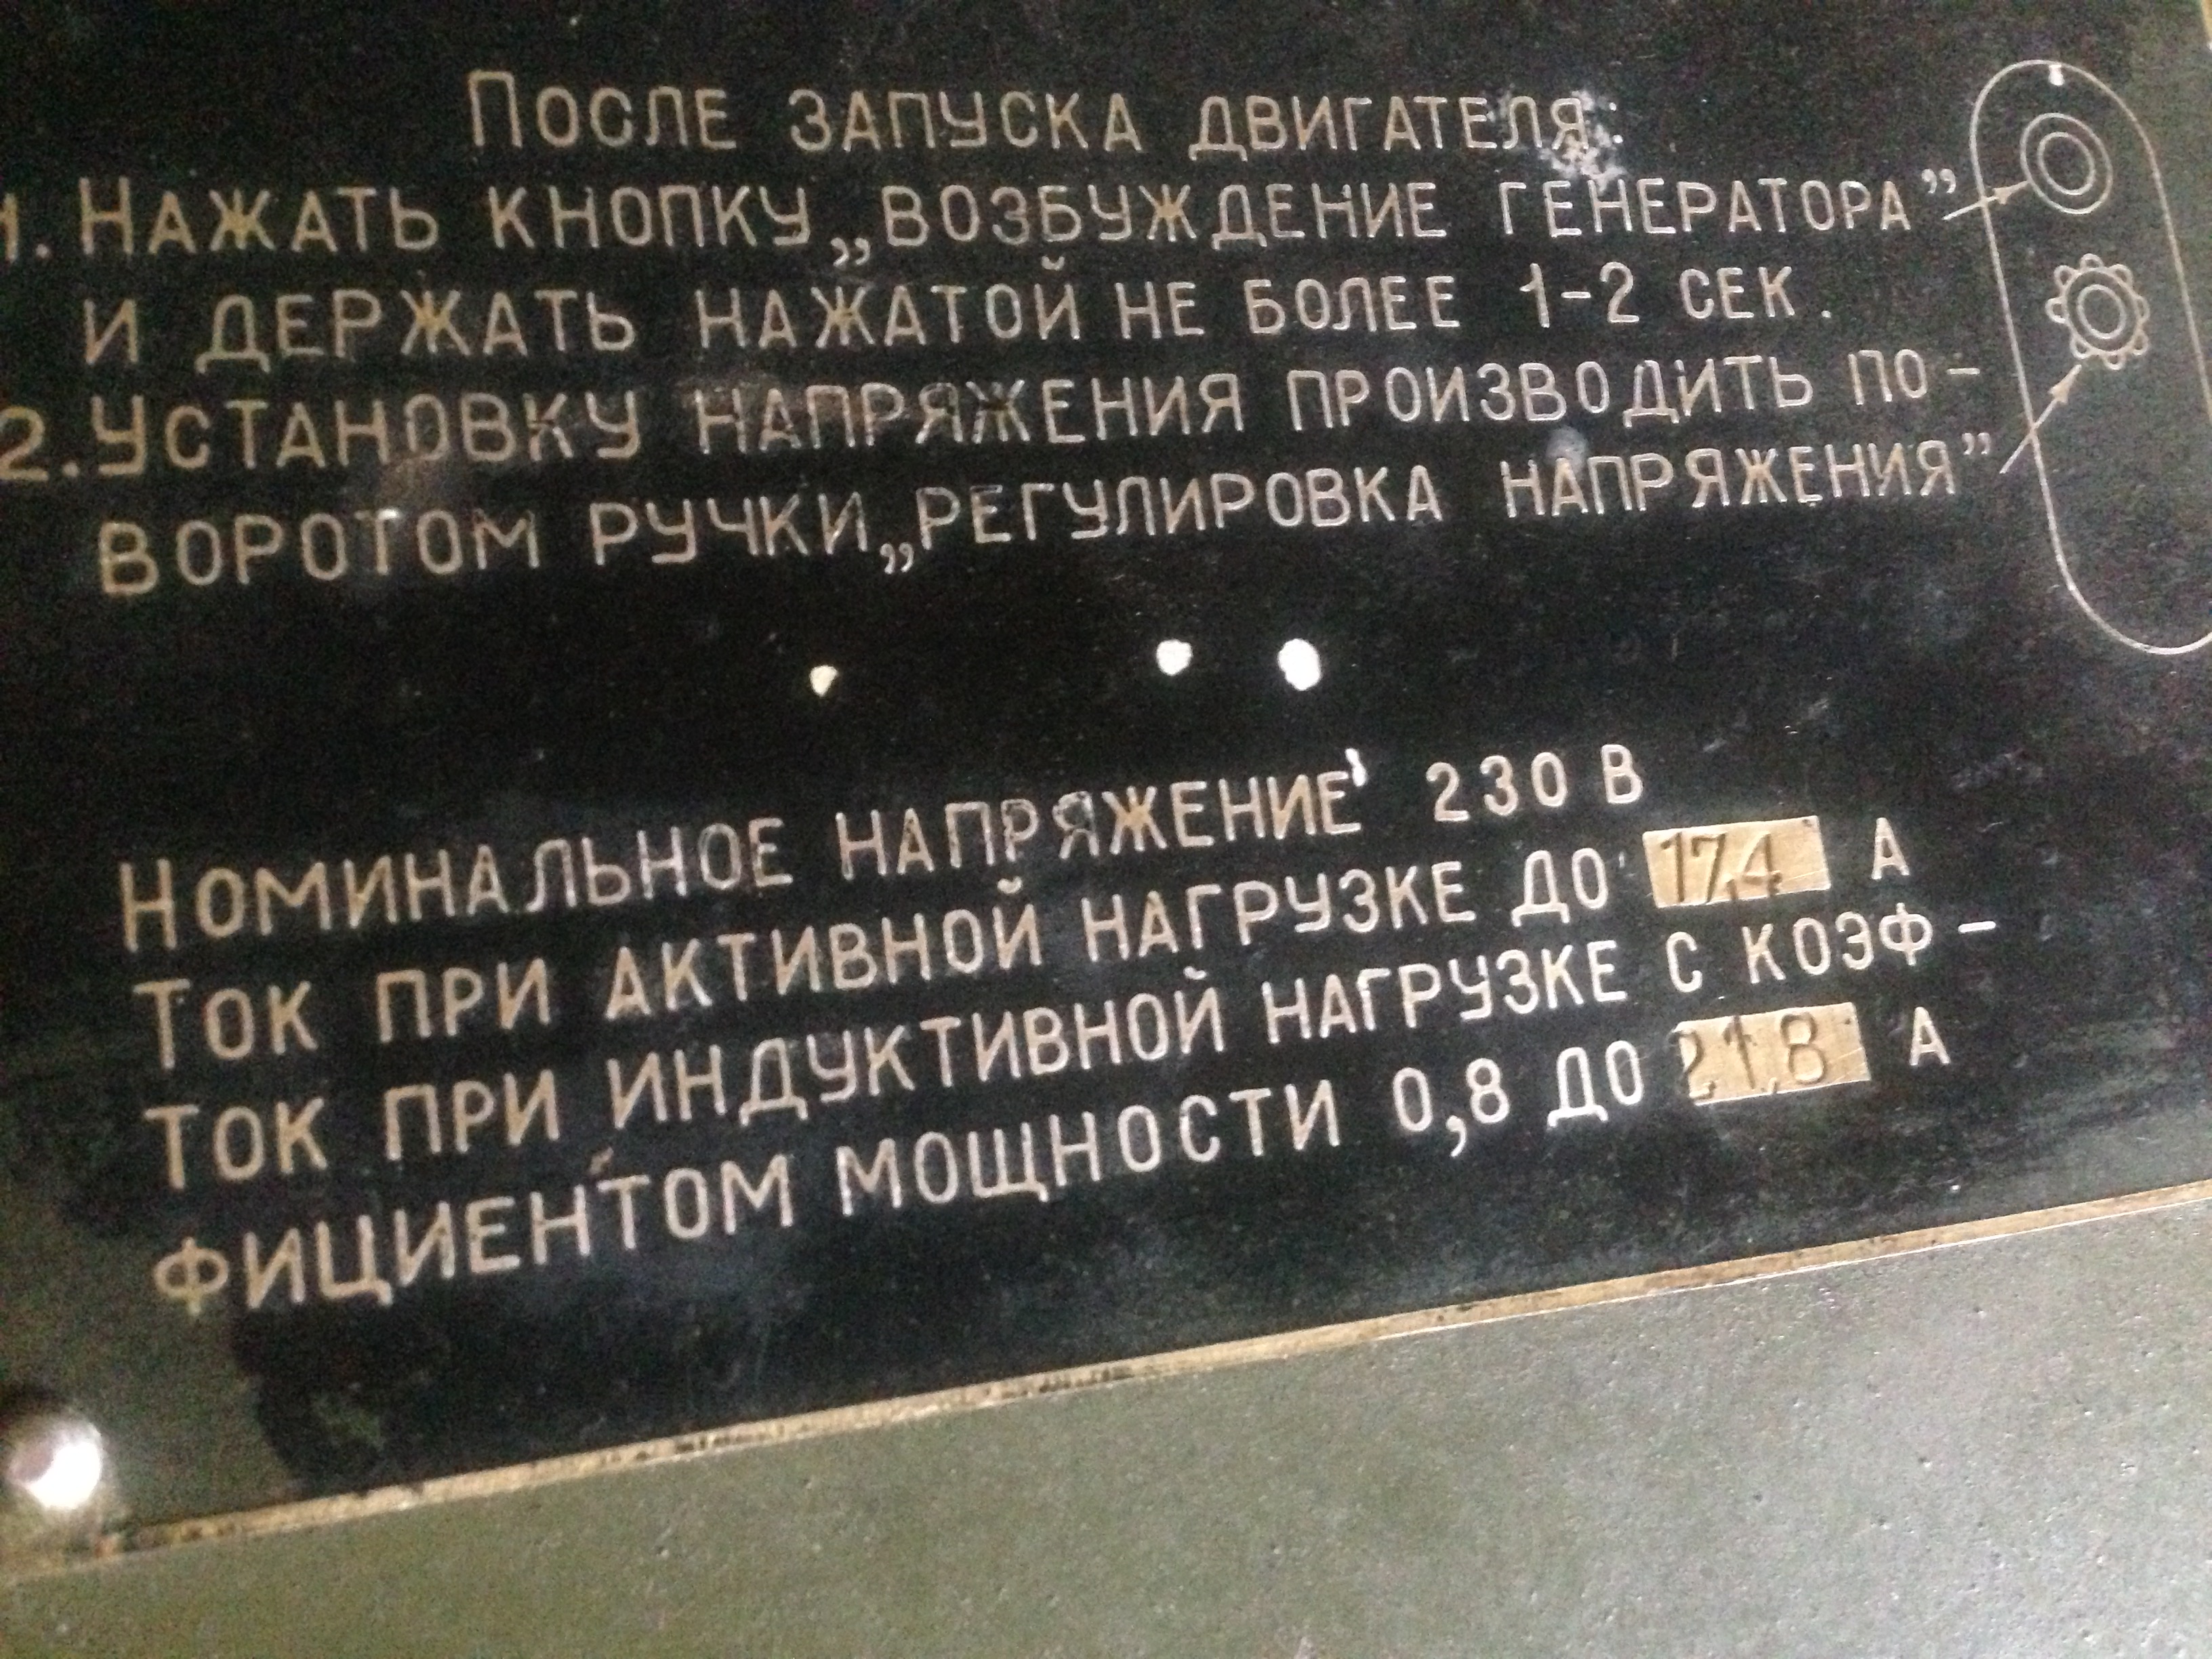 После запуска двигателя:
1. Нажать кнопку „возбуждение генератора”
и держать нажатой не более 1-2 сек.
2. Установку напряжения производить по-
воротом ручки „регулировка напряжения”
Номинальное напряжение 230 В
Ток при активной нагрузке до 17,4 А
Ток при индуктивной нагрузке с коэф-
фициентом мощности 0,8 до 21,8 А